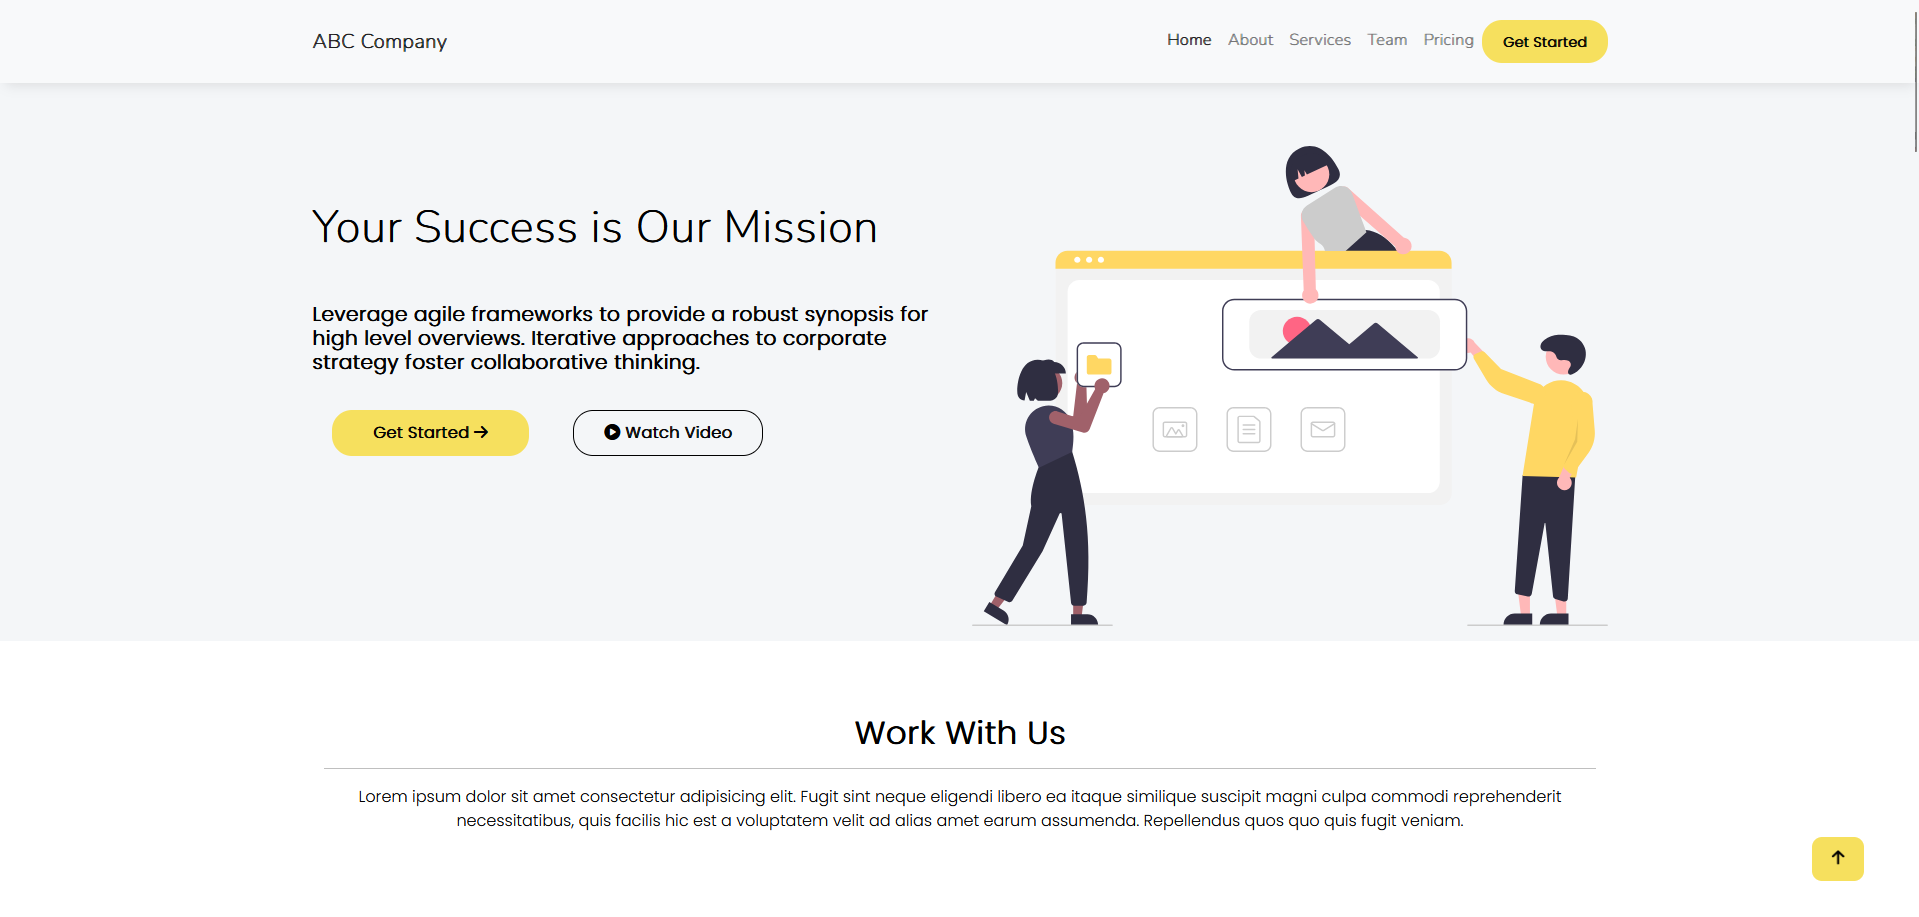 ABC Company
Home About Services Team Pricing Get Started
Your Success is Our Mission
Leverage agile frameworks to provide a robust synopsis for
high level overviews. Iterative approaches to corporate
strategy foster collaborative thinking.
Get Started → Watch Video
Work With Us
Lorem ipsum dolor sit amet consectetur adipisicing elit. Fugit sint neque eligendi libero ea itaque similique suscipit magni culpa commodi reprehenderit
necessitatibus, quis facilis hic est a voluptatem velit ad alias amet earum assumenda. Repellendus quos quo quis fugit veniam.